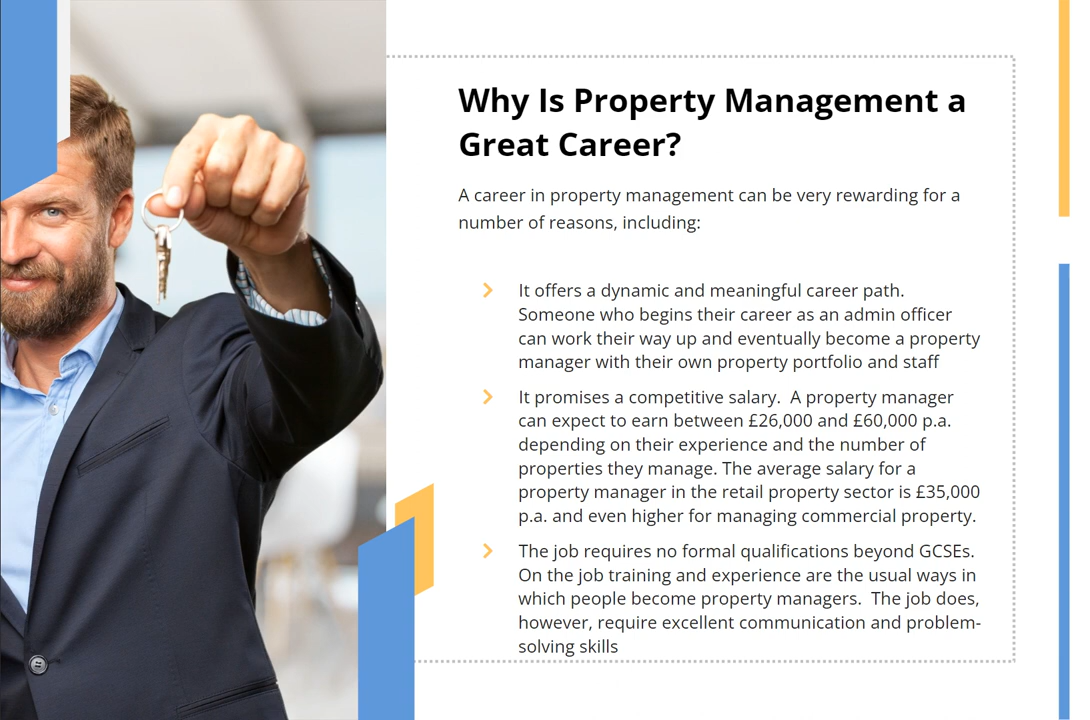 Why Is Property Management a
Great Career?
A career in property management can be very rewarding for a
number of reasons, including:
It offers a dynamic and meaningful career path.
Someone who begins their career as an admin officer
can work their way up and eventually become a property
manager with their own property portfolio and staff
It promises a competitive salary.  A property manager
can expect to earn between £26,000 and £60,000 p.a.
depending on their experience and the number of
properties they manage. The average salary for a
property manager in the retail property sector is £35,000
p.a. and even higher for managing commercial property.
The job requires no formal qualifications beyond GCSEs.
On the job training and experience are the usual ways in
which people become property managers.  The job does,
however, require excellent communication and problem-
solving skills